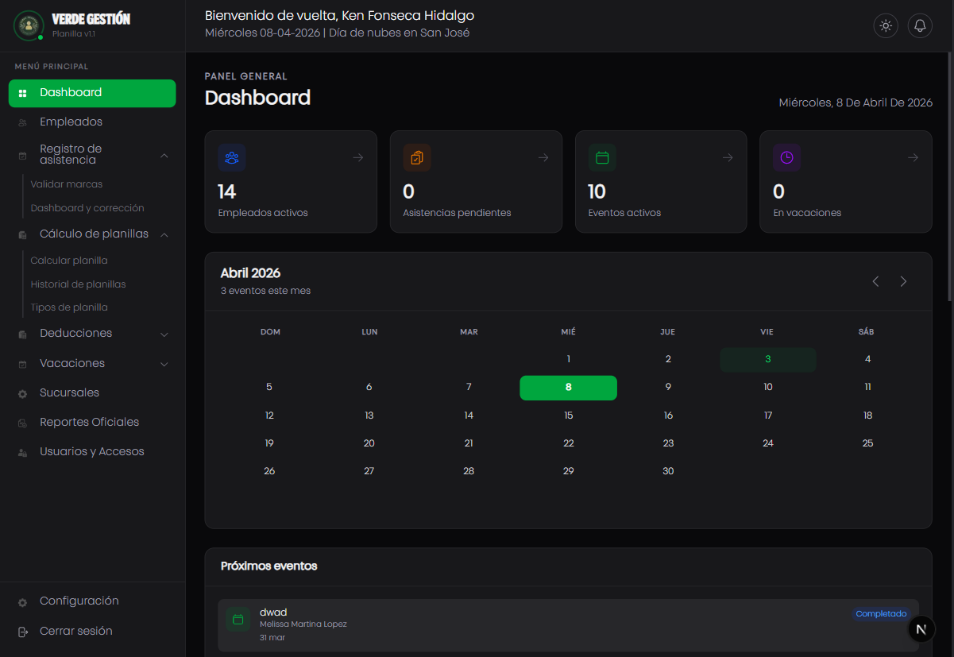 VERDE GESTIÓN
Planilla v1.1
MENÚ PRINCIPAL
Dashboard
Empleados
Registro de
asistencia
Validar marcas
Dashboard y corrección
Cálculo de planillas
Calcular planilla
Historial de planillas
Tipos de planilla
Deducciones
Vacaciones
Sucursales
Reportes Oficiales
Usuarios y Accesos
Configuración
Cerrar sesión
Bienvenido de vuelta, Ken Fonseca Hidalgo
Miércoles 08-04-2026 | Día de nubes en San José
PANEL GENERAL
Dashboard
Miércoles, 8 De Abril De 2026
14
Empleados activos
0
Asistencias pendientes
10
Eventos activos
0
En vacaciones
Abril 2026
3 eventos este mes
DOM LUN MAR MIÉ JUE VIE SÁB
1 2 3 4
5 6 7 8 9 10 11
12 13 14 15 16 17 18
19 20 21 22 23 24 25
26 27 28 29 30
Próximos eventos
dwad
Melissa Martina Lopez
31 mar
Completado
N